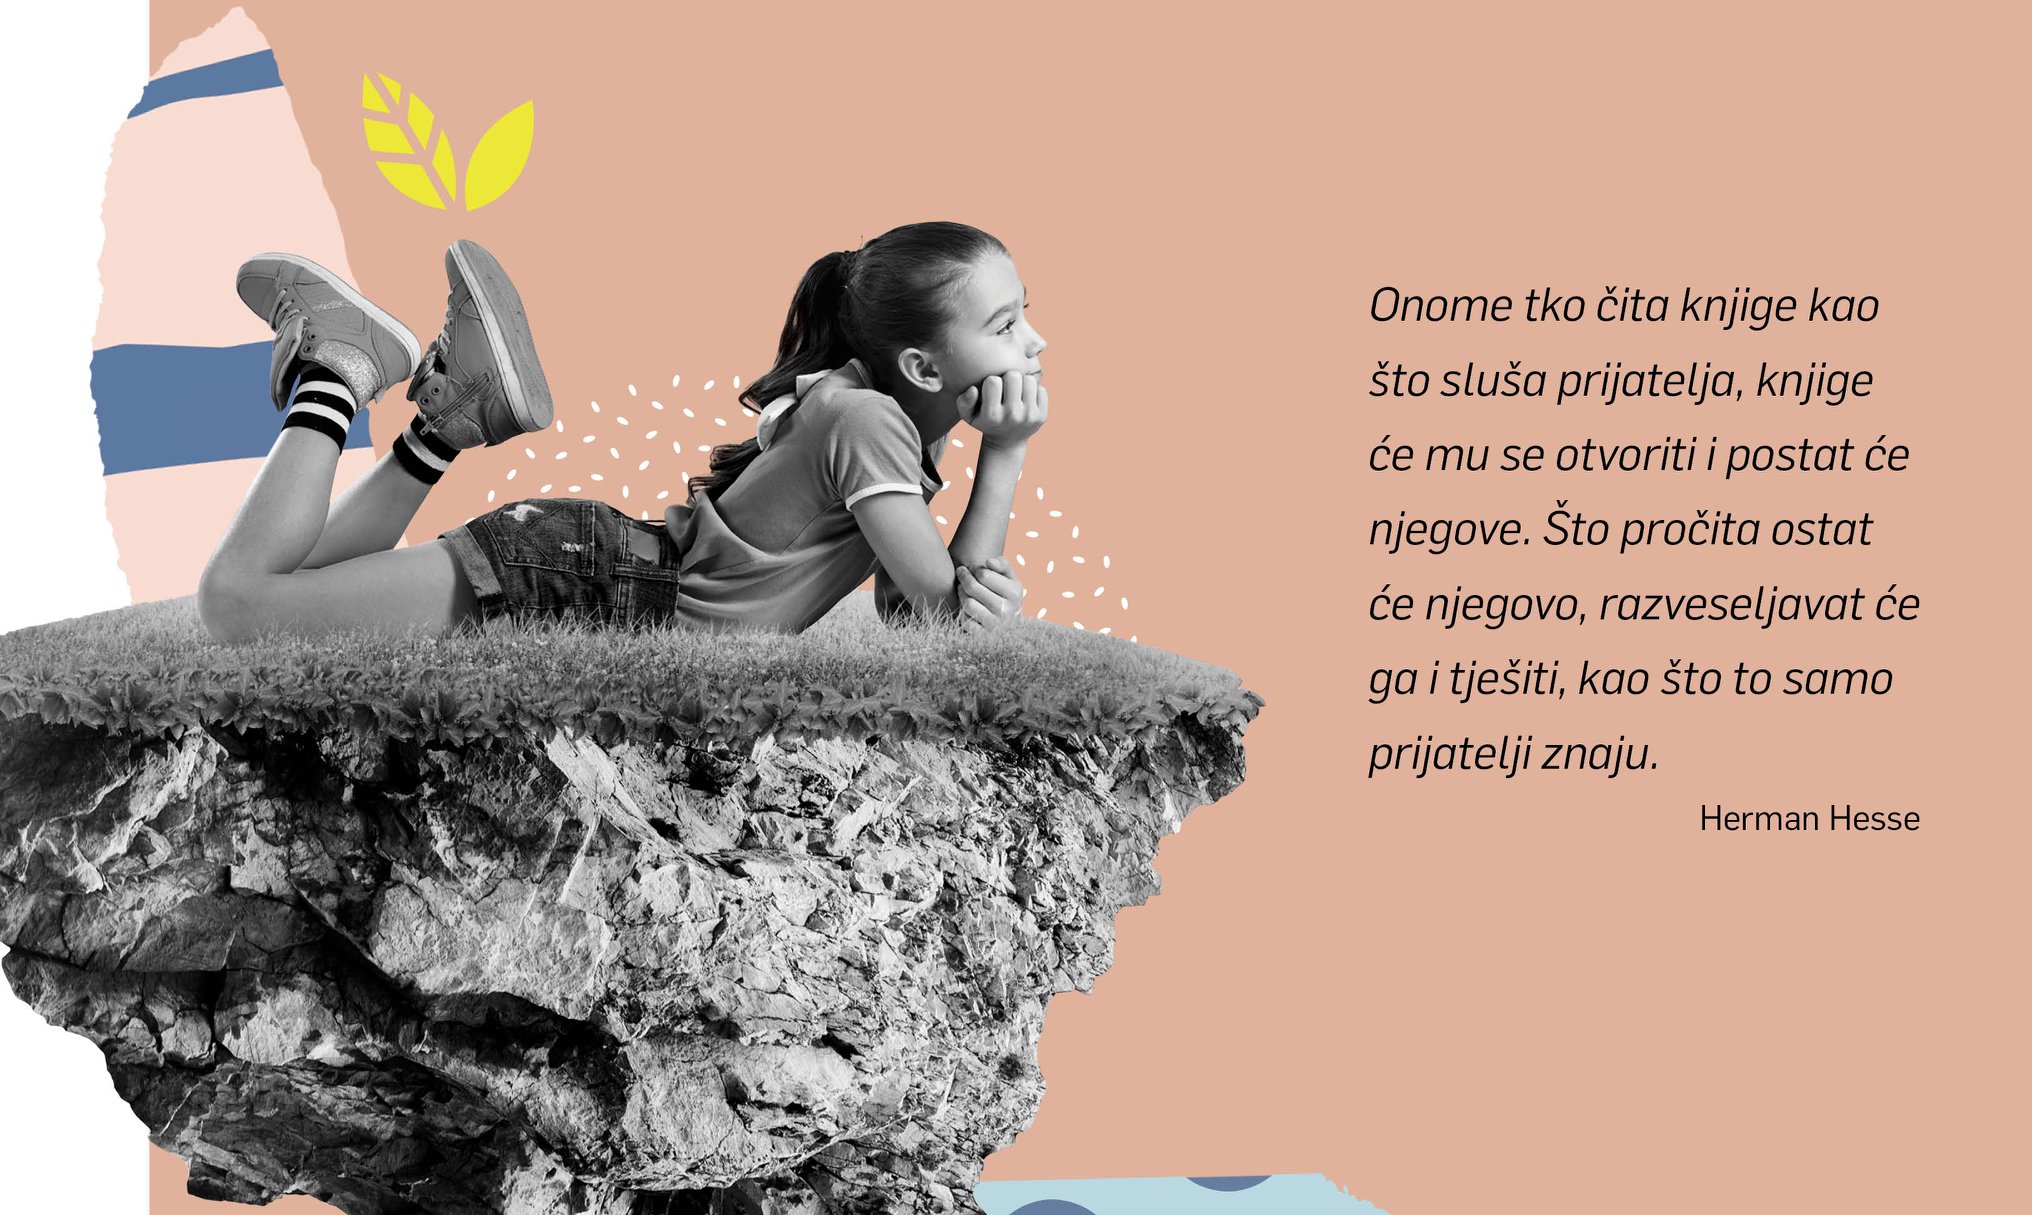 Onome tko čita knjige kao
što sluša prijatelja, knjige
će mu se otvoriti i postat će
njegove. Što pročita ostat
će njegovo, razveseljavat će
ga i tješiti, kao što to samo
prijatelji znaju.
Herman Hesse